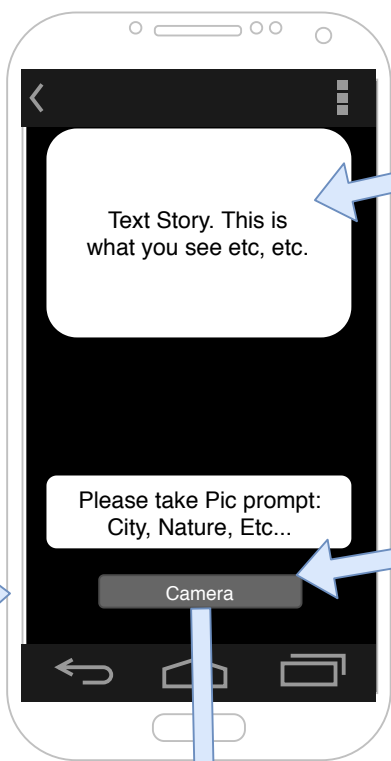 Text Story. This is
what you see etc, etc.
Please take Pic prompt:
City, Nature, Etc...
Camera